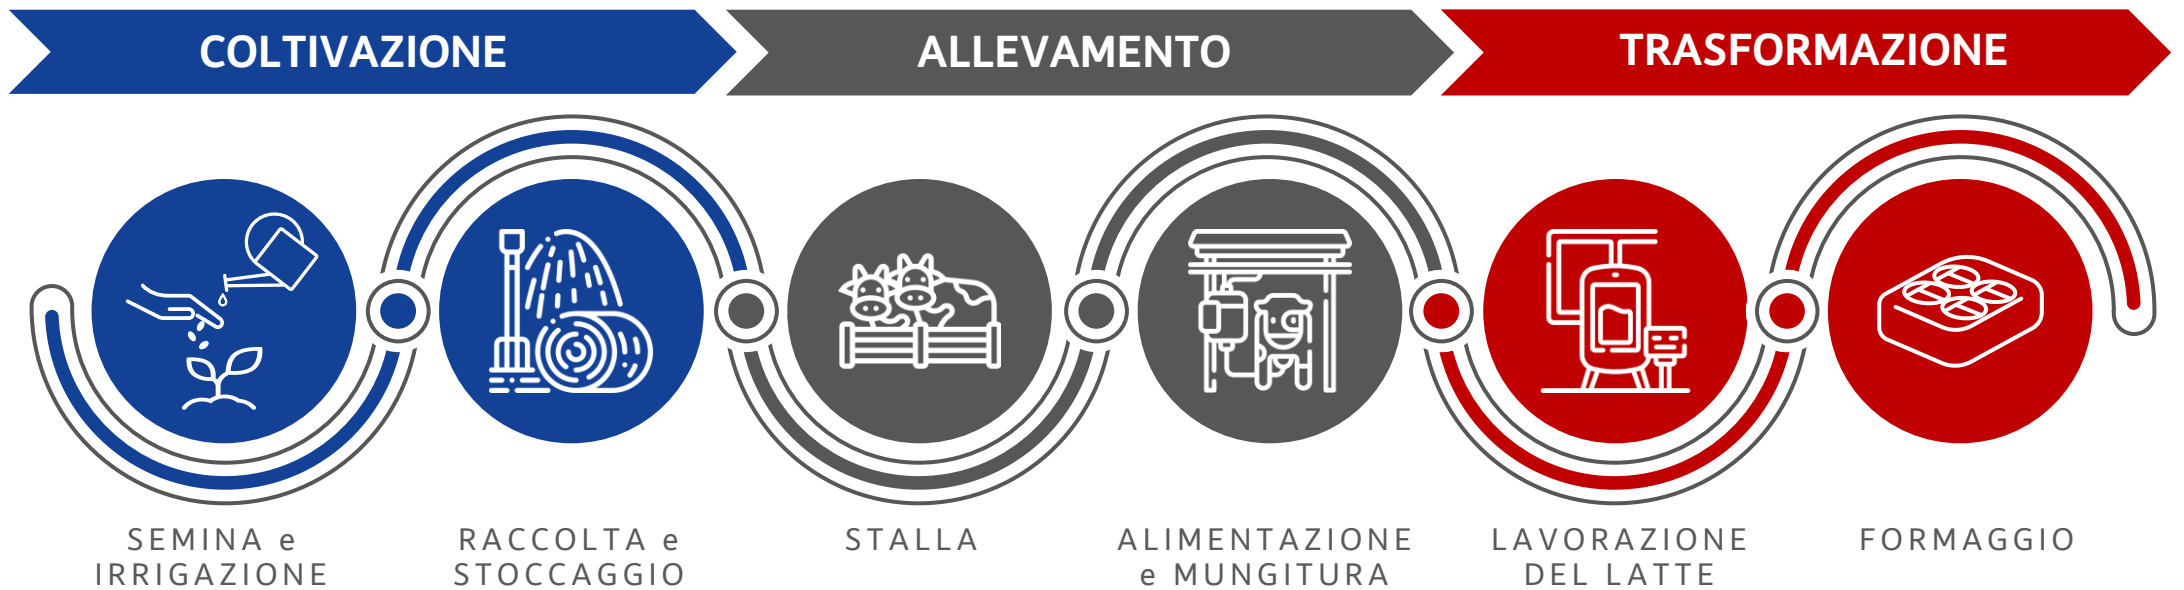 COLTIVAZIONE
ALLEVAMENTO
TRASFORMAZIONE
SEMINA e
IRRIGAZIONE
RACCOLTA e
STOCCAGGIO
STALLA
ALIMENTAZIONE
e MUNGITURA
LAVORAZIONE
DEL LATTE
FORMAGGIO